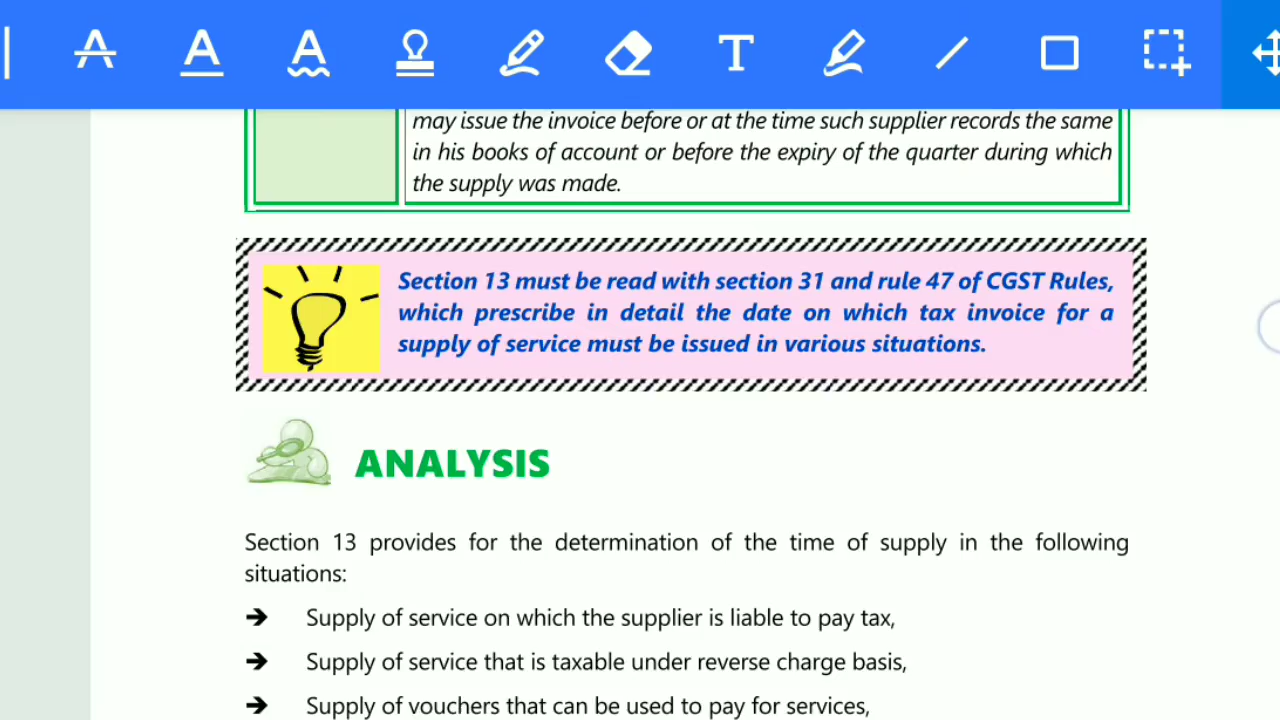 may issue the invoice before or at the time such supplier records the same
in his books of account or before the expiry of the quarter during which
the supply was made.
Section 13 must be read with section 31 and rule 47 of CGST Rules,
which prescribe in detail the date on which tax invoice for a
supply of service must be issued in various situations.
ANALYSIS
Section 13 provides for the determination of the time of supply in the following
situations:
➔ Supply of service on which the supplier is liable to pay tax,
➔ Supply of service that is taxable under reverse charge basis,
➔ Supply of vouchers that can be used to pay for services,